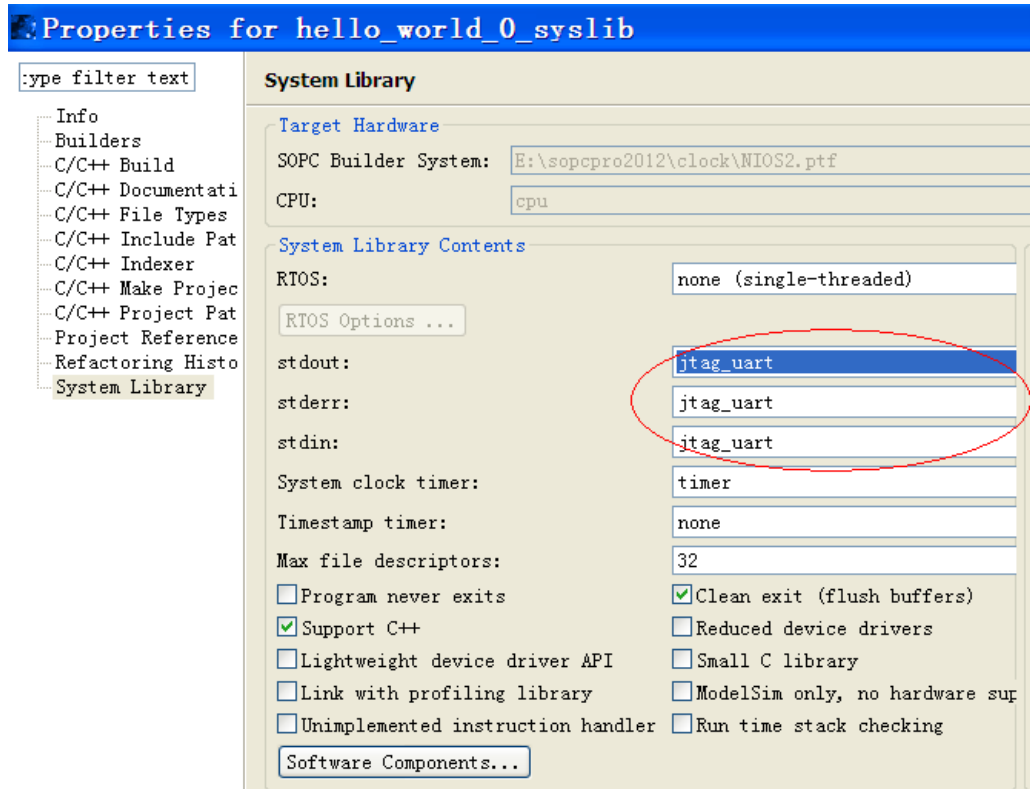 Properties for hello_world_0_syslib
:ype filter text
Info
Builders
C/C++ Build
C/C++ Documentati
C/C++ File Types
C/C++ Include Pat
C/C++ Indexer
C/C++ Make Projec
C/C++ Project Pat
Project Reference
Refactoring Histo
System Library
System Library
Target Hardware
SOPC Builder System: E:\sopcpro2012\clock\NIOS2.ptf
CPU: cpu
System Library Contents
RTOS: none (single-threaded)
RTOS Options ...
stdout: jtag_uart
stderr: jtag_uart
stdin: jtag_uart
System clock timer: timer
Timestamp timer: none
Max file descriptors: 32
Program never exits Clean exit (flush buffers)
Support C++ Reduced device drivers
Lightweight device driver API Small C library
Link with profiling library ModelSim only, no hardware sup
Unimplemented instruction handler Run time stack checking
Software Components...